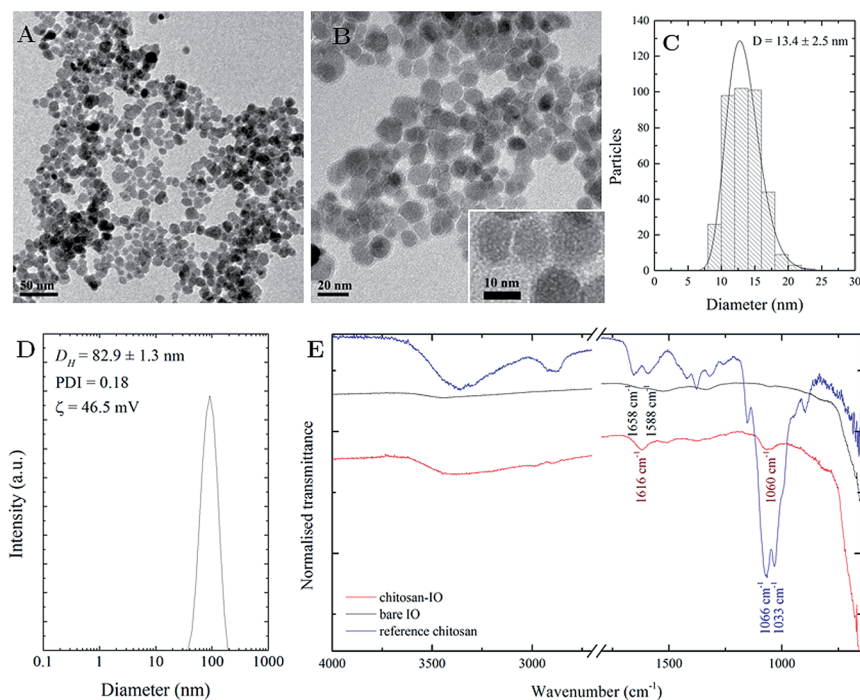 A
50 nm
B
20 nm
10 nm
C
D = 13.4 ± 2.5 nm
140
120
100
80
60
40
20
0
Particles
0 5 10 15 20 25 30
Diameter (nm)
D
D_H = 82.9 ± 1.3 nm
PDI = 0.18
ζ = 46.5 mV
Intensity (a.u.)
0.1 1 10 100 1000
Diameter (nm)
E
Normalised transmittance
1658 cm⁻¹
1588 cm⁻¹
1616 cm⁻¹
1060 cm⁻¹
1066 cm⁻¹
1033 cm⁻¹
chitosan-IO
bare IO
reference chitosan
4000 3500 3000 1500 1000
Wavenumber (cm⁻¹)